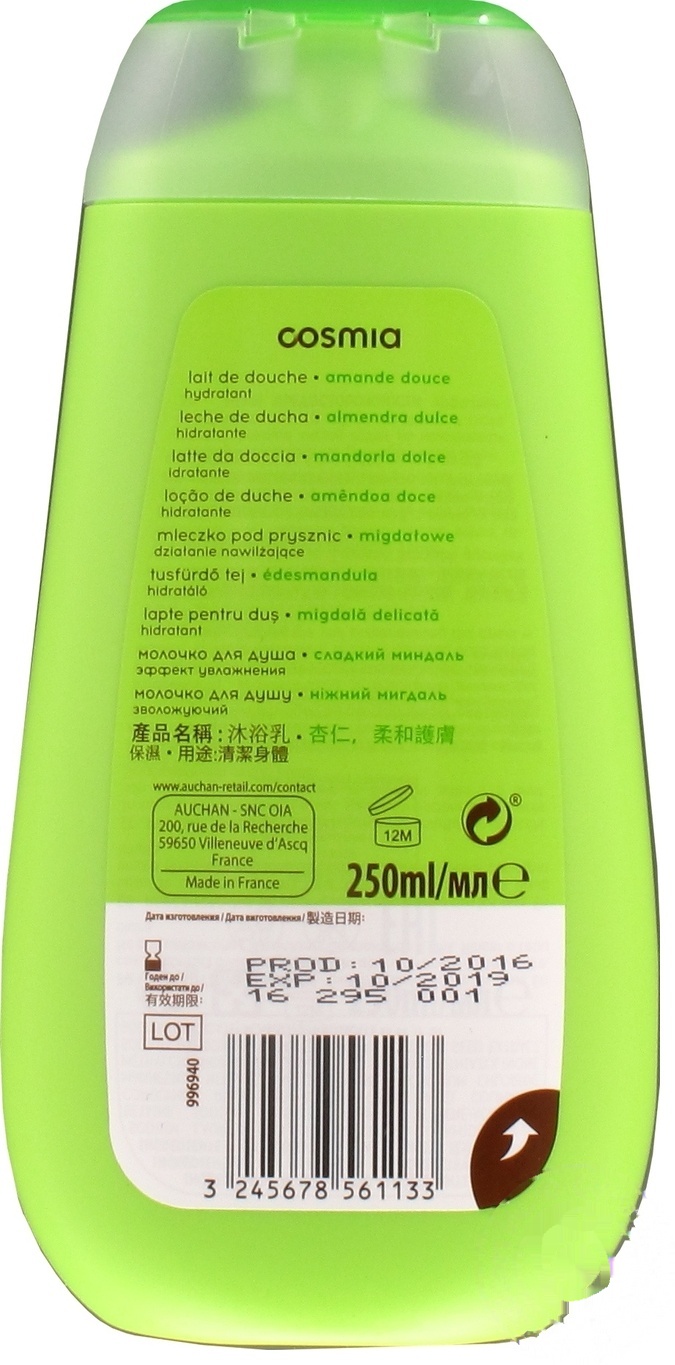 cosmia
lait de douche • amande douce
hydratant
leche de ducha • almendra dulce
hidratante
latte da doccia • mandorla dolce
idratante
loção de duche • amêndoa doce
hidratante
mleczko pod prysznic • migdałowe
działanie nawilżające
tusfürdő tej • édesmandula
hidratáló
lapte pentru duș • migdală delicată
hidratant
молочко для душа • сладкий миндаль
эффект увлажнения
молочко для душу • ніжний мигдаль
зволожуючий
產品名稱 : 沐浴乳 • 杏仁, 柔和護膚
保濕 • 用途:清潔身體
www.auchan-retail.com/contact
AUCHAN - SNC OIA
200, rue de la Recherche
59650 Villeneuve d'Ascq
France
Made in France
12M
®
250ml/мл℮
Дата изготовления / Дата виготовлення / 製造日期:
PROD: 10/2016
EXP: 10/2019
16 295 001
Годен до /
Використати до /
有效期限:
LOT
996940
3 245678 561133